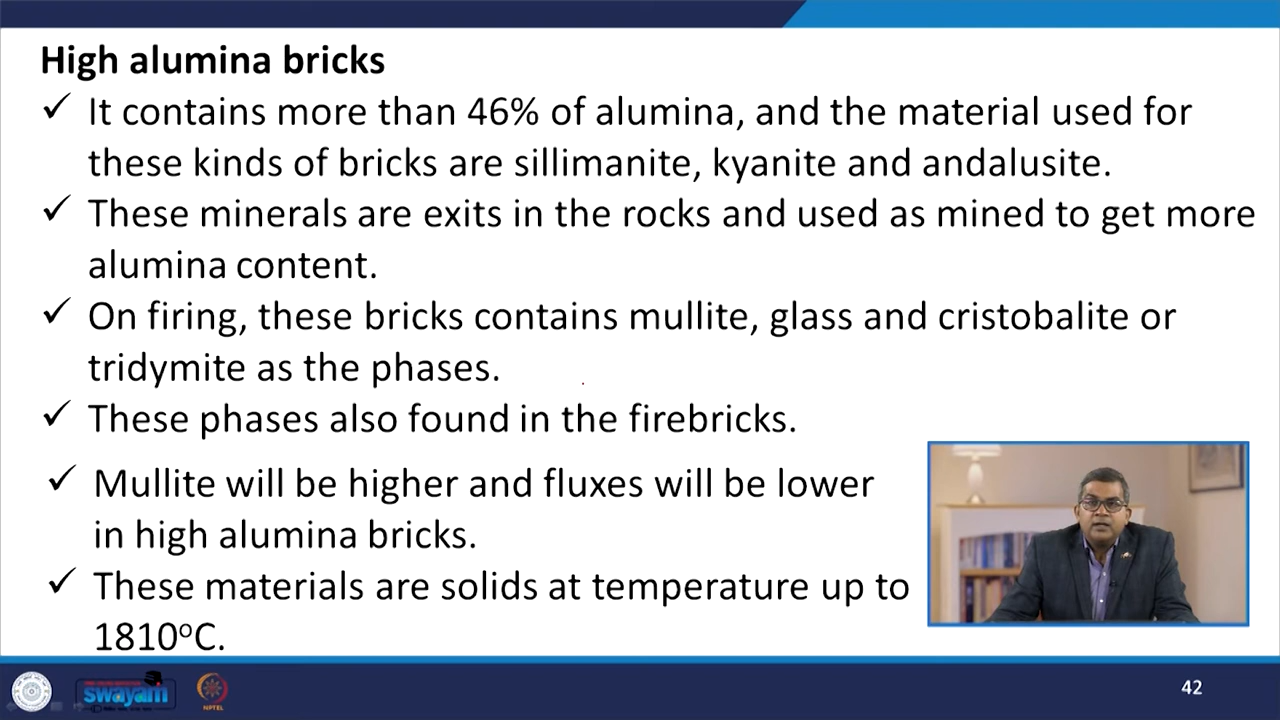 High alumina bricks
✓ It contains more than 46% of alumina, and the material used for
these kinds of bricks are sillimanite, kyanite and andalusite.
✓ These minerals are exits in the rocks and used as mined to get more
alumina content.
✓ On firing, these bricks contains mullite, glass and cristobalite or
tridymite as the phases.
✓ These phases also found in the firebricks.
✓ Mullite will be higher and fluxes will be lower
in high alumina bricks.
✓ These materials are solids at temperature up to
1810°C.
swayam
NPTEL
42